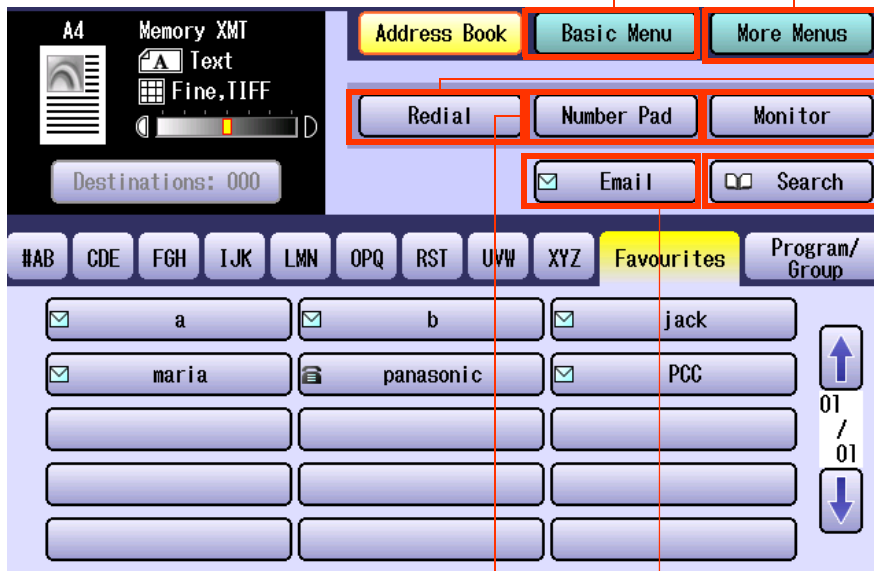 A4 Memory XMT
A Text
Fine,TIFF
Destinations: 000
Address Book Basic Menu More Menus
Redial Number Pad Monitor
Email Search
#AB CDE FGH IJK LMN OPQ RST UVW XYZ Favourites Program/
Group
a b jack
maria panasonic PCC
01
/
01